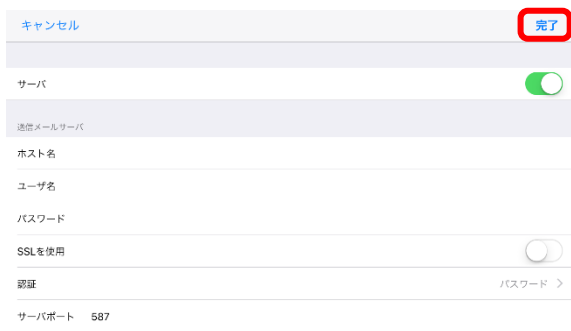 キャンセル 完了
サーバ
送信メールサーバ
ホスト名
ユーザ名
パスワード
SSLを使用
認証 パスワード
サーバポート 587